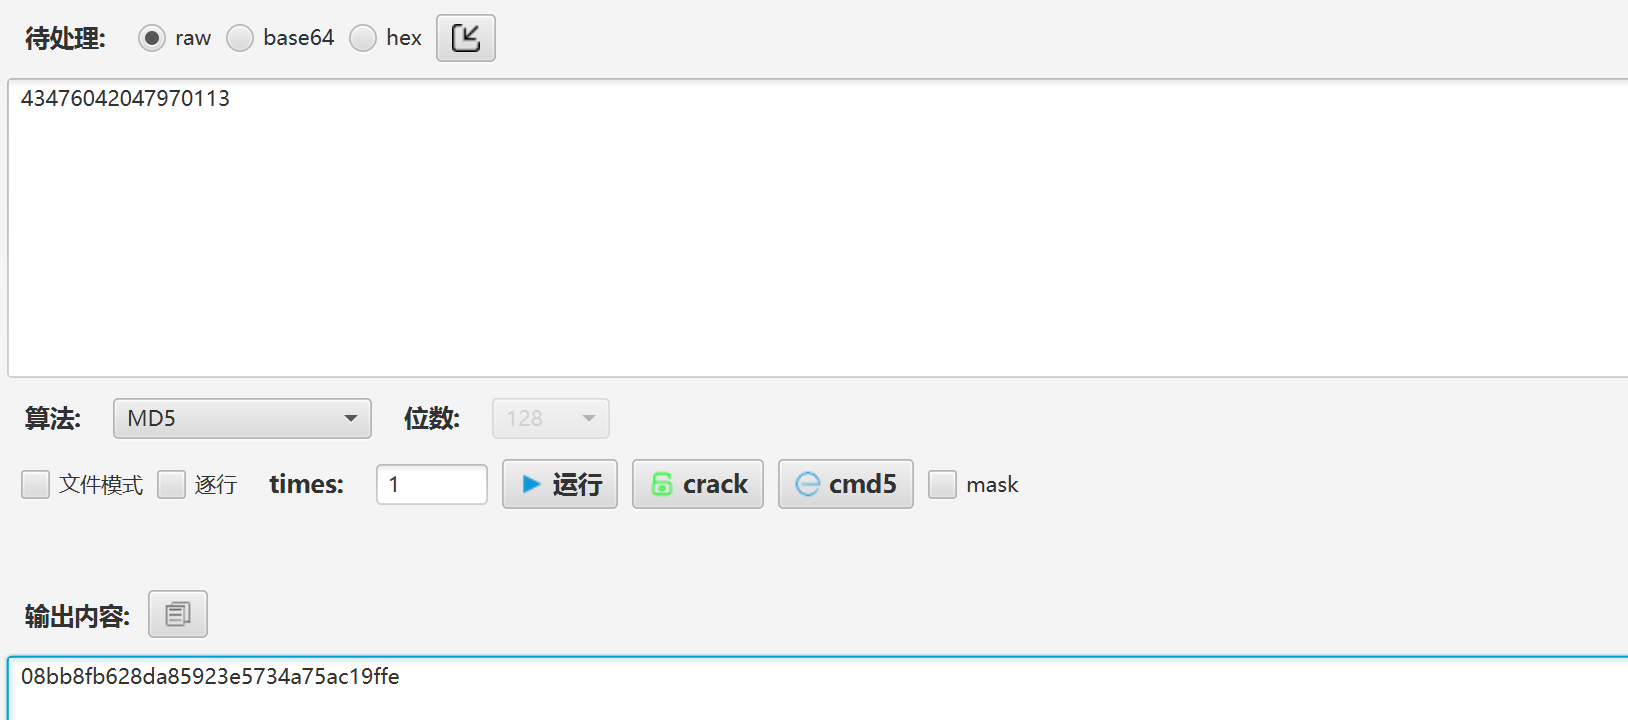 待处理: raw base64 hex
43476042047970113
算法: MD5 位数: 128
文件模式 逐行 times: 1 运行 crack cmd5 mask
输出内容:
08bb8fb628da85923e5734a75ac19ffe